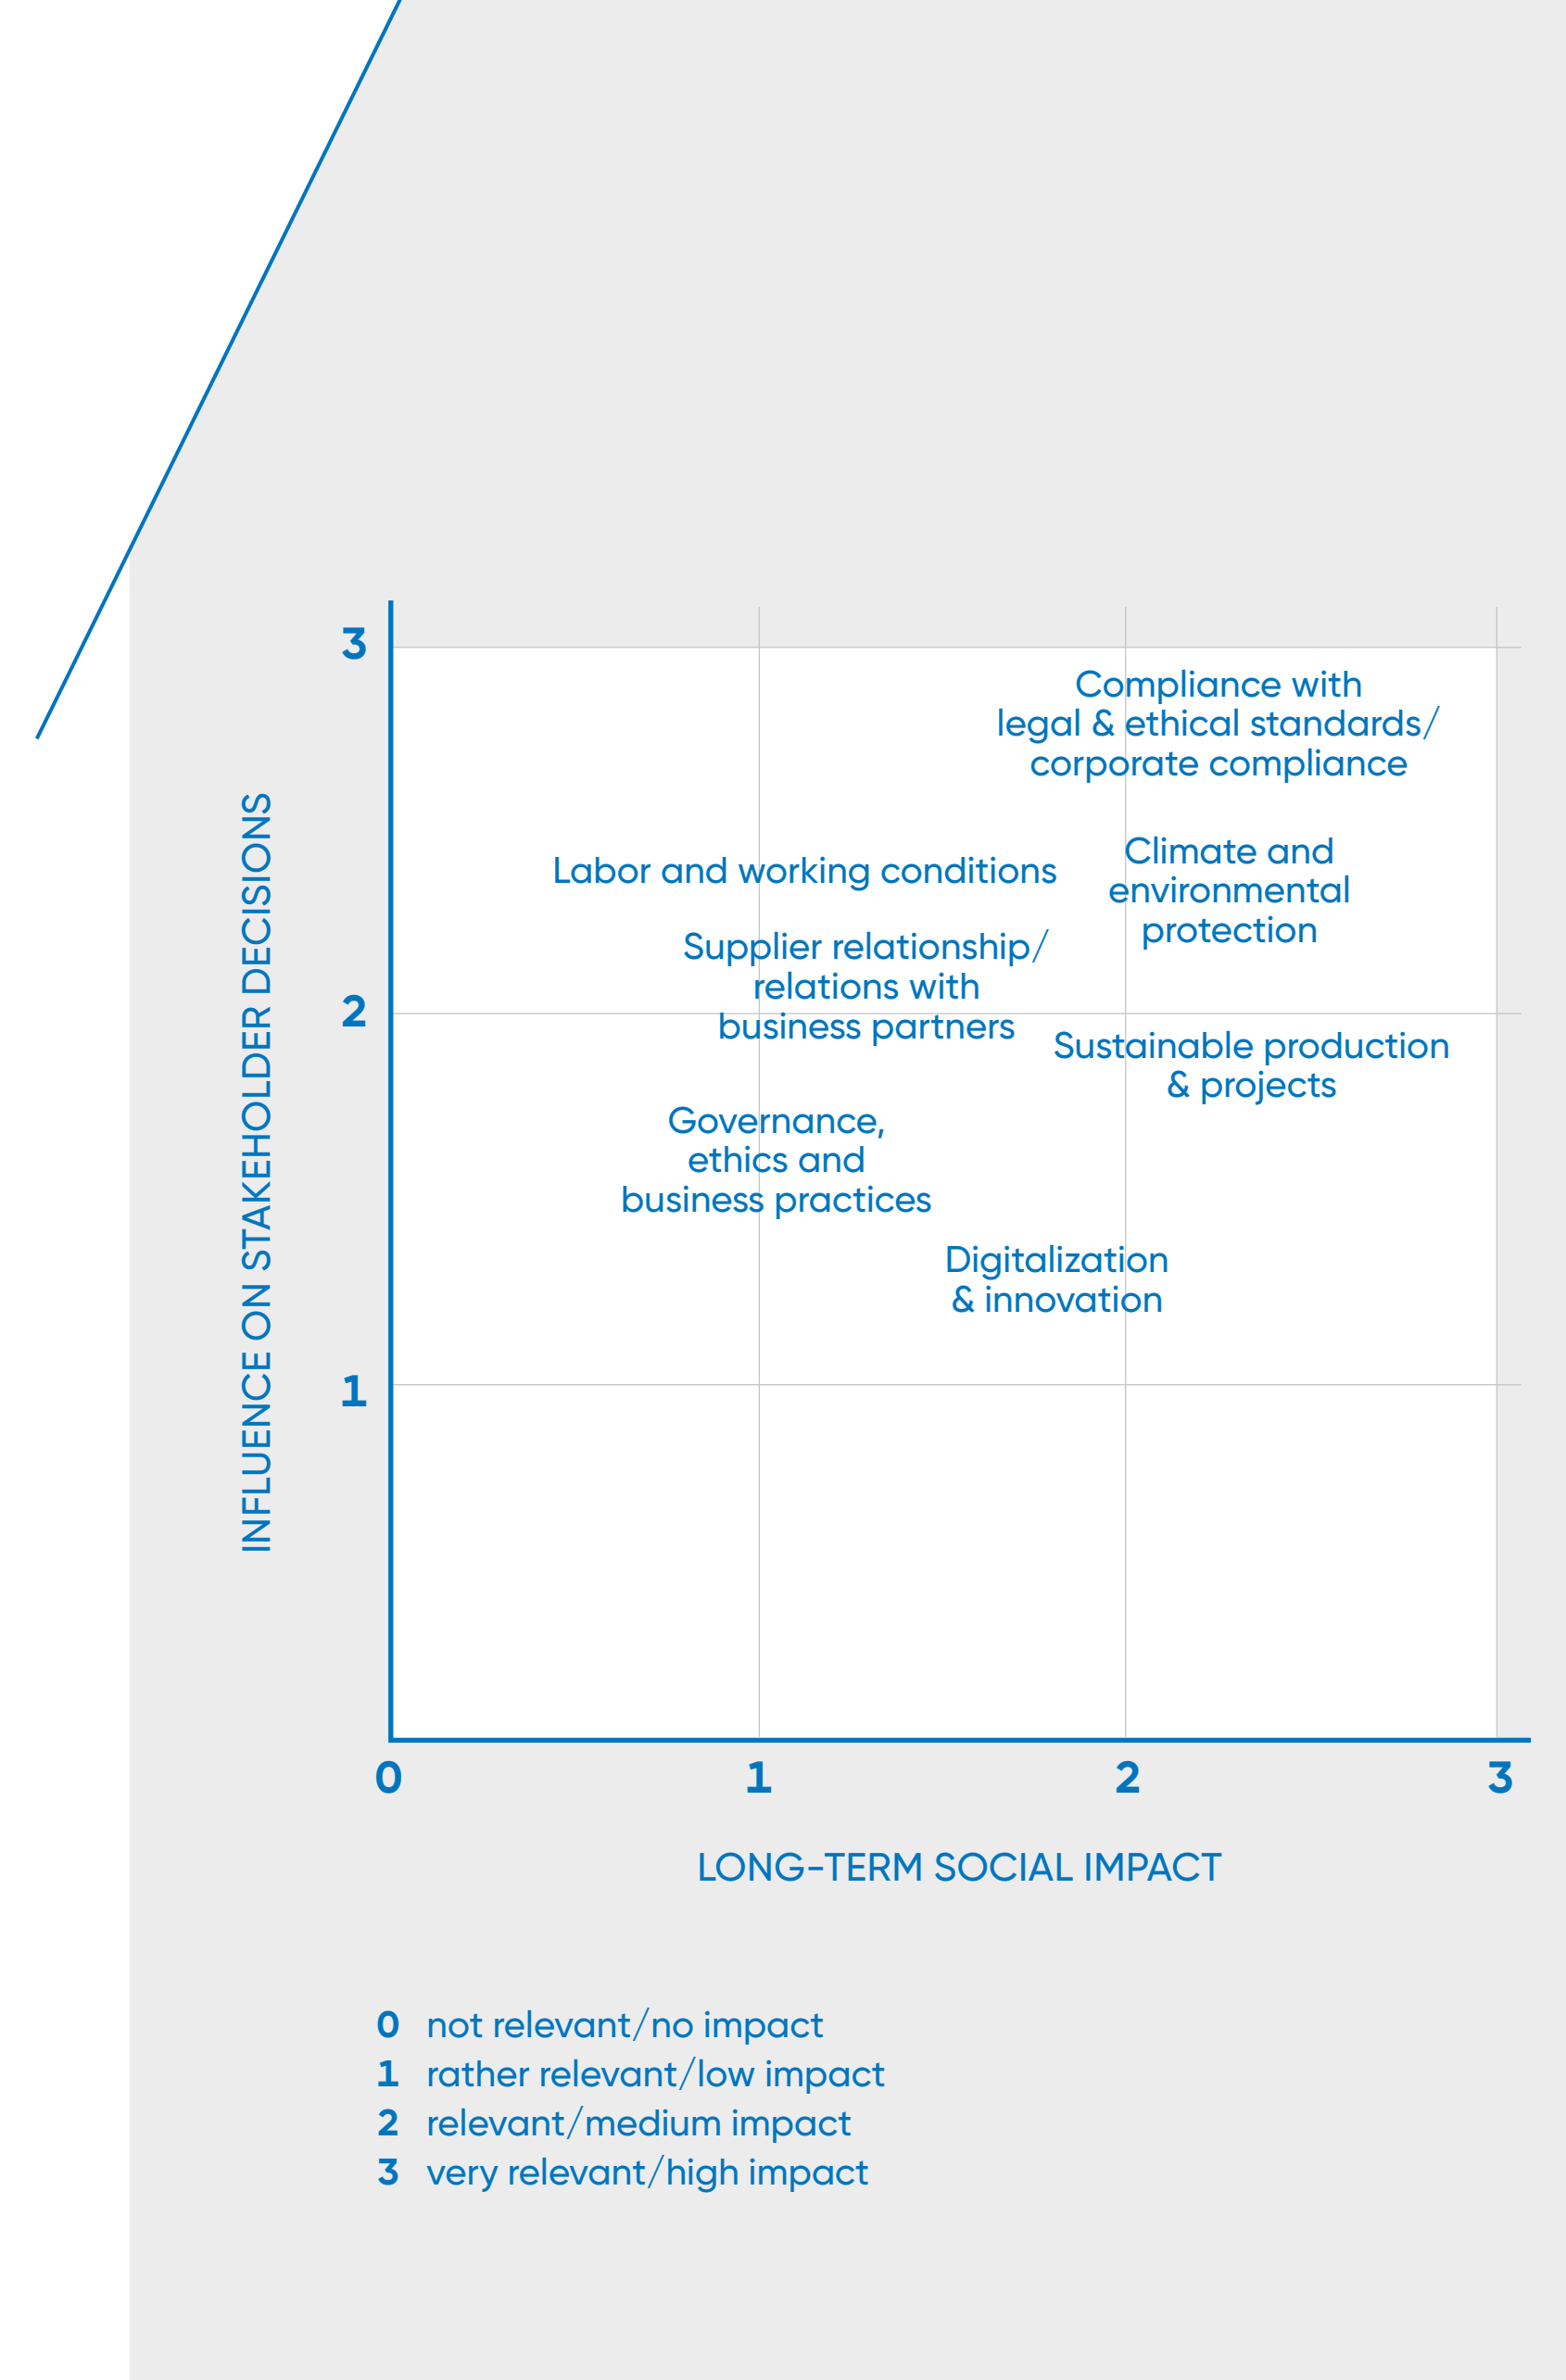 3
Compliance with
legal & ethical standards/
corporate compliance
Labor and working conditions
Climate and
environmental
protection
Supplier relationship/
relations with
business partners
2
Sustainable production
& projects
Governance,
ethics and
business practices
Digitalization
& innovation
1
INFLUENCE ON STAKEHOLDER DECISIONS
0 1 2 3
LONG-TERM SOCIAL IMPACT
0 not relevant/no impact
1 rather relevant/low impact
2 relevant/medium impact
3 very relevant/high impact